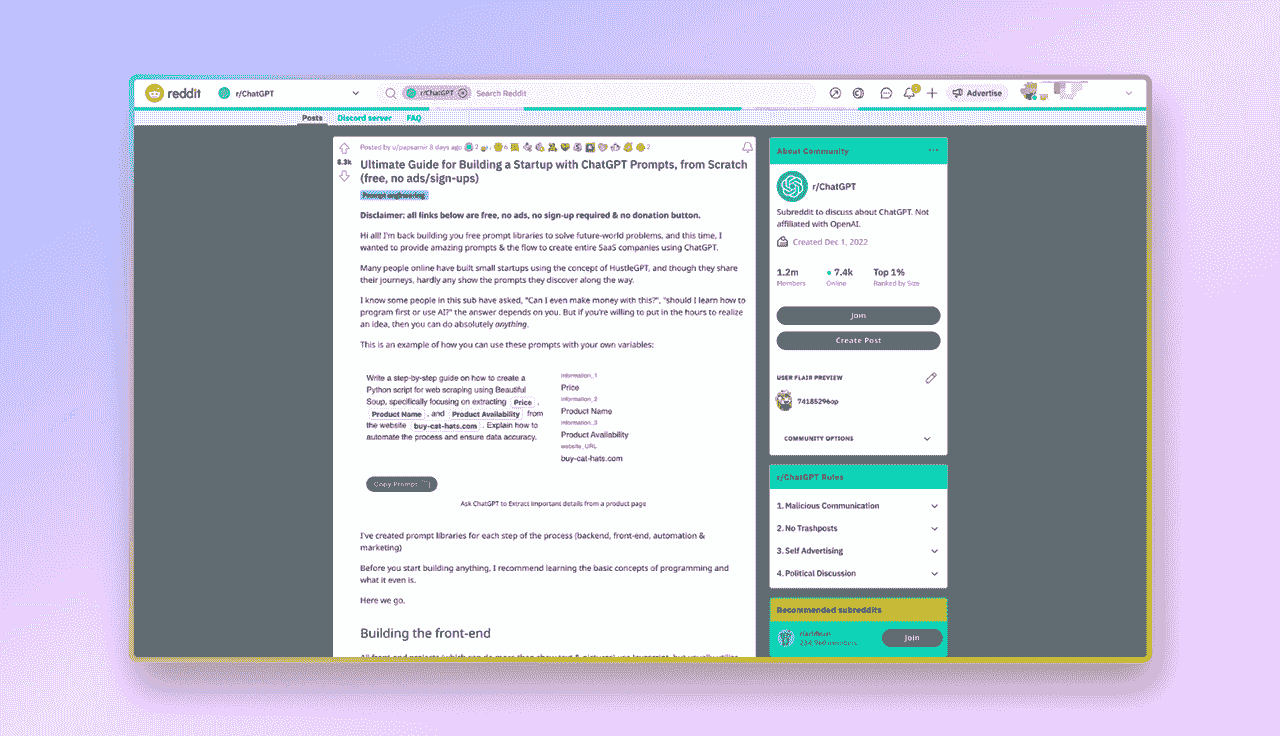 reddit
r/ChatGPT
r/ChatGPT
Search Reddit
Advertise
Posts
Discord server
FAQ
8.3k
Posted by u/papsamir 8 days ago
Ultimate Guide for Building a Startup with ChatGPT Prompts, from Scratch
(free, no ads/sign-ups)
Prompt engineering
Disclaimer: all links below are free, no ads, no sign-up required & no donation button.
Hi all! I'm back building you free prompt libraries to solve future-world problems, and this time, I
wanted to provide amazing prompts & the flow to create entire SaaS companies using ChatGPT.
Many people online have built small startups using the concept of HustleGPT, and though they share
their journeys, hardly any show the prompts they discover along the way.
I know some people in this sub have asked, "Can I even make money with this?", "should I learn how to
program first or use AI?" the answer depends on you. But if you're willing to put in the hours to realize
an idea, then you can do absolutely anything.
This is an example of how you can use these prompts with your own variables:
Write a step-by-step guide on how to create a
Python script for web scraping using Beautiful
Soup, specifically focusing on extracting Price ,
Product Name , and Product Availability from
the website buy-cat-hats.com . Explain how to
automate the process and ensure data accuracy.
Information_1
Price
Information_2
Product Name
Information_3
Product Availability
website_URL
buy-cat-hats.com
Copy Prompt
Ask ChatGPT to Extract important details from a product page
I've created prompt libraries for each step of the process (backend, front-end, automation &
marketing)
Before you start building anything, I recommend learning the basic concepts of programming and
what it even is.
Here we go.
Building the front-end
About Community
r/ChatGPT
Subreddit to discuss about ChatGPT. Not
affiliated with OpenAI.
Created Dec 1, 2022
1.2m
Members
7.4k
Online
Top 1%
Ranked by Size
Join
Create Post
USER FLAIR PREVIEW
74185296op
COMMUNITY OPTIONS
r/ChatGPT Rules
1. Malicious Communication
2. No Trashposts
3. Self Advertising
4. Political Discussion
Recommended subreddits
members
Join